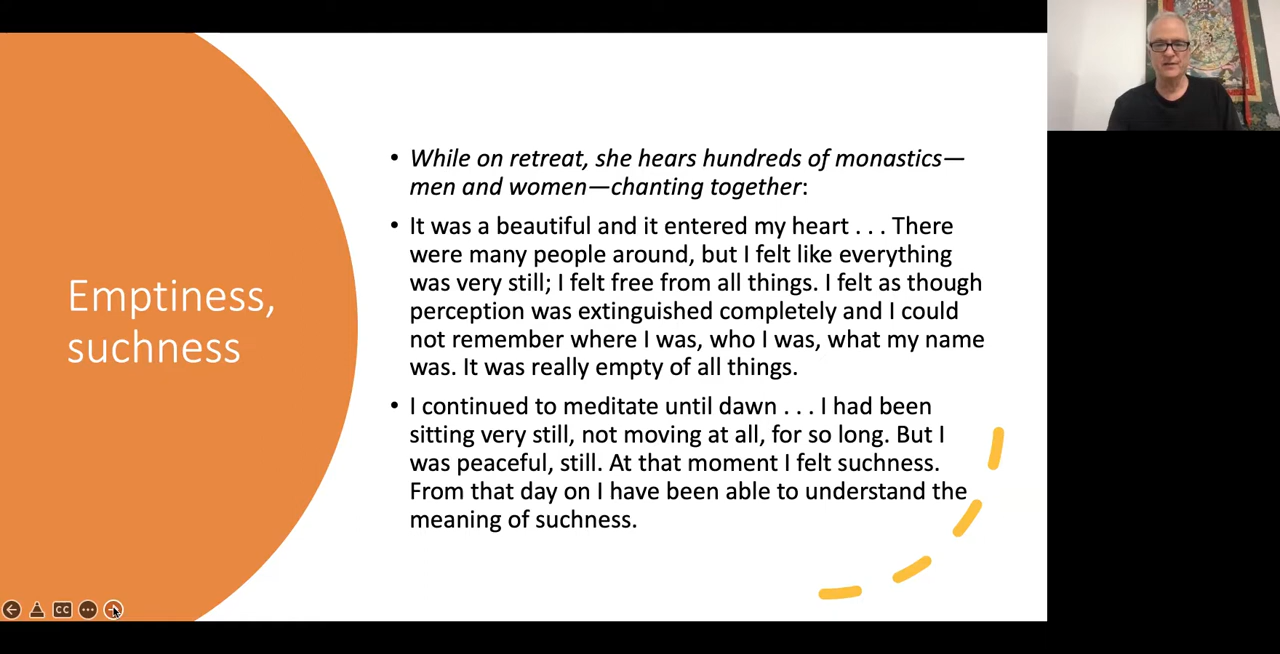 Emptiness,
suchness
• While on retreat, she hears hundreds of monastics—
men and women—chanting together:
• It was a beautiful and it entered my heart . . . There
were many people around, but I felt like everything
was very still; I felt free from all things. I felt as though
perception was extinguished completely and I could
not remember where I was, who I was, what my name
was. It was really empty of all things.
• I continued to meditate until dawn . . . I had been
sitting very still, not moving at all, for so long. But I
was peaceful, still. At that moment I felt suchness.
From that day on I have been able to understand the
meaning of suchness.
CC